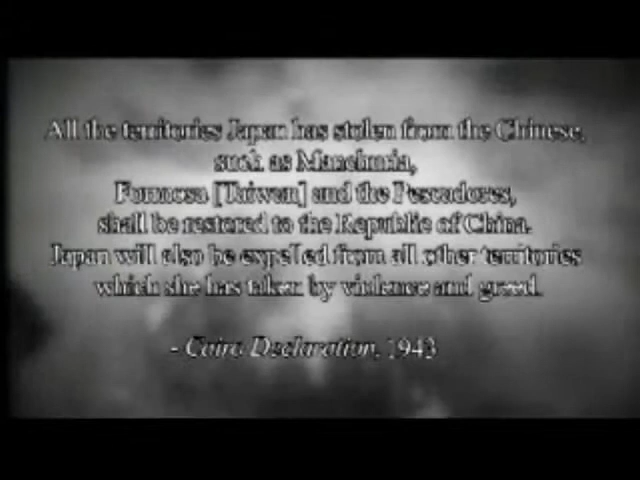 All the territories Japan has stolen from the Chinese,
such as Manchuria,
Formosa [Taiwan] and the Pescadores,
shall be restored to the Republic of China.
Japan will also be expelled from all other territories
which she has taken by violence and greed.
- Cairo Declaration, 1943